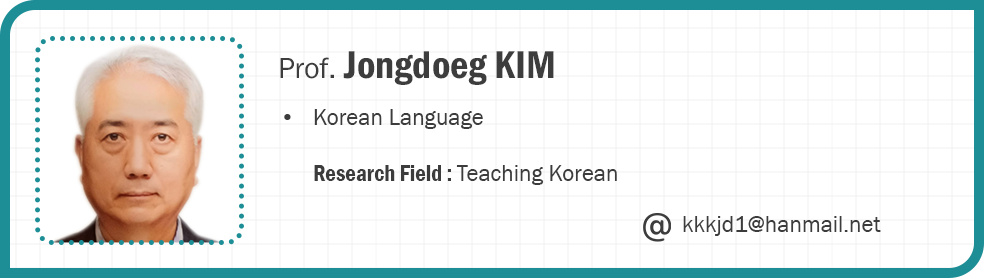 Prof. Jongdoeg KIM
• Korean Language
Research Field : Teaching Korean
@ kkkjd1@hanmail.net